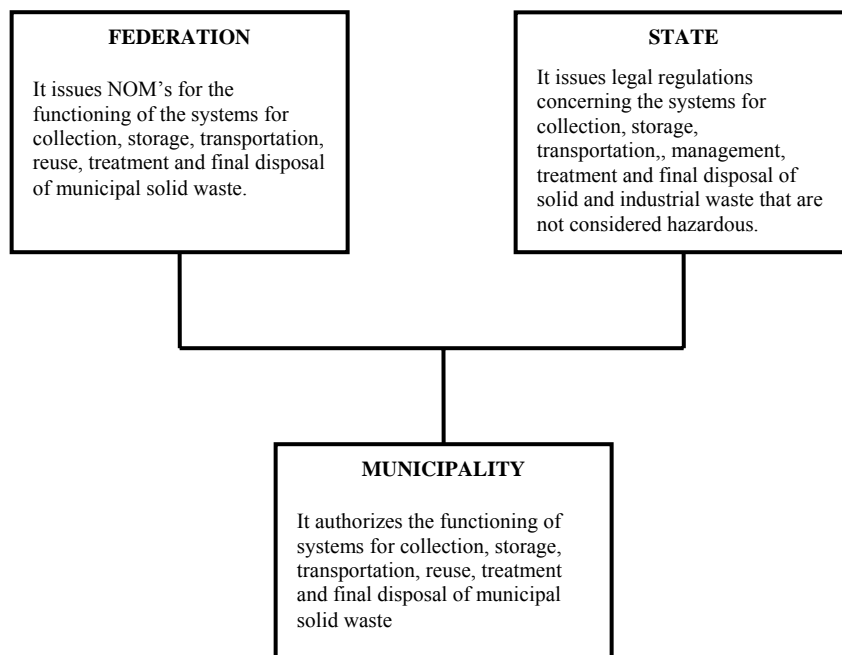 FEDERATION
It issues NOM’s for the
functioning of the systems for
collection, storage, transportation,
reuse, treatment and final disposal
of municipal solid waste.
STATE
It issues legal regulations
concerning the systems for
collection, storage,
transportation,, management,
treatment and final disposal of
solid and industrial waste that are
not considered hazardous.
MUNICIPALITY
It authorizes the functioning of
systems for collection, storage,
transportation, reuse, treatment
and final disposal of municipal
solid waste